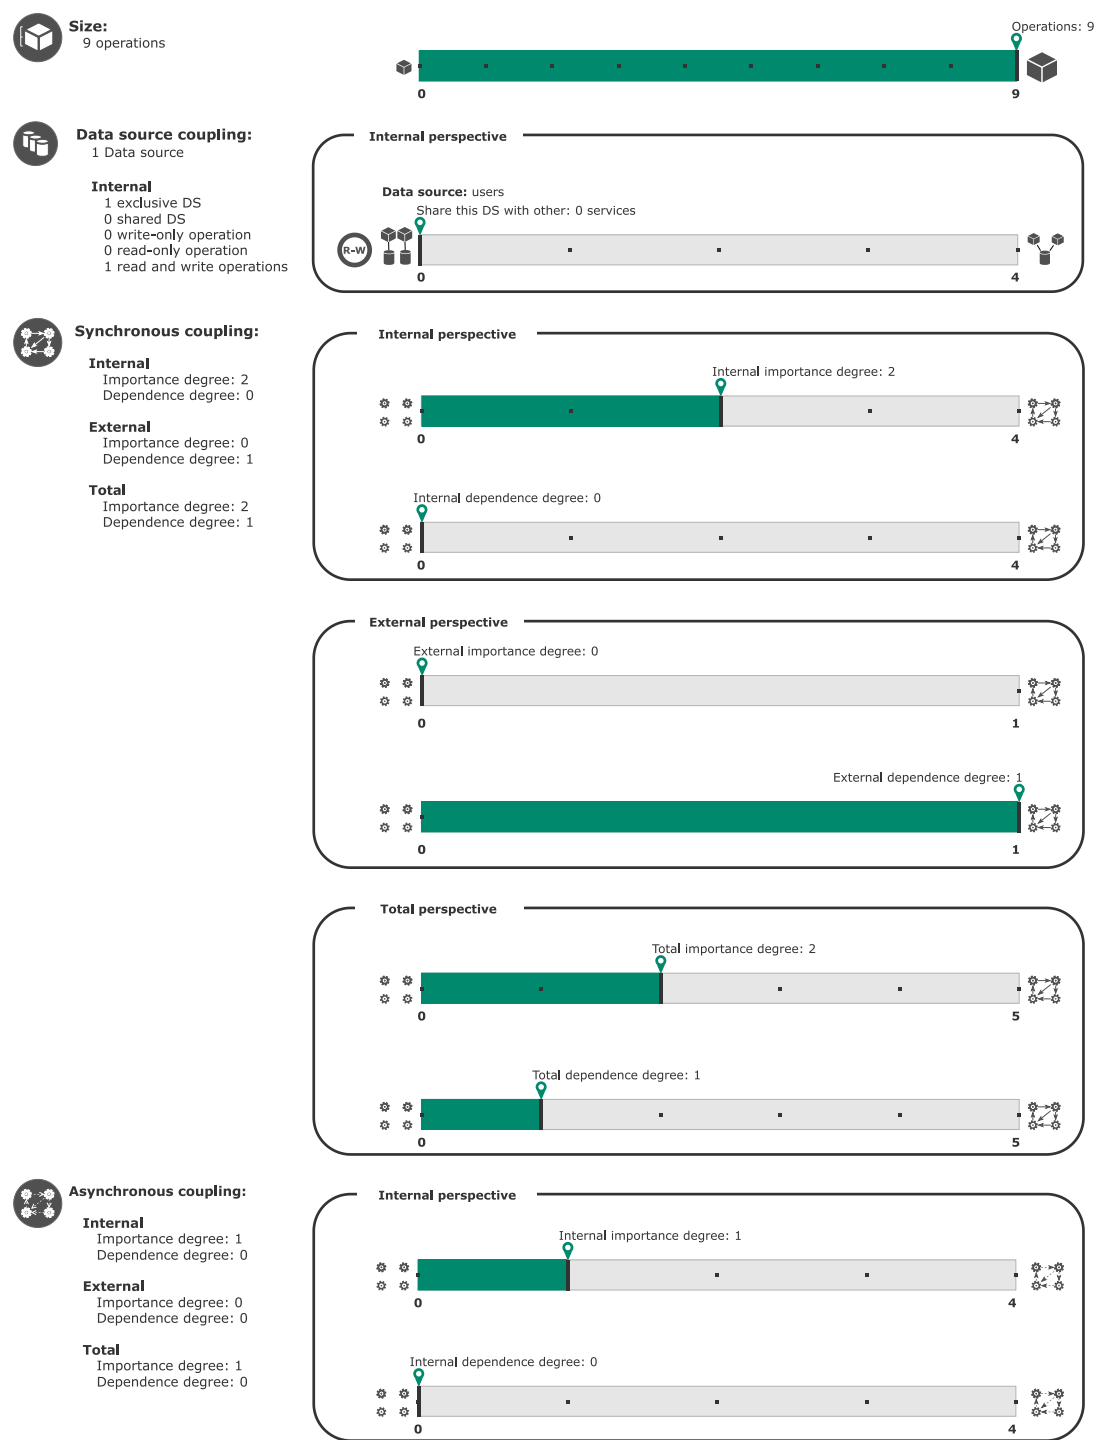 Size:
9 operations
Operations: 9
0
9
Data source coupling:
1 Data source
Internal
1 exclusive DS
0 shared DS
0 write-only operation
0 read-only operation
1 read and write operations
Internal perspective
Data source: users
Share this DS with other: 0 services
R-W
0
4
Synchronous coupling:
Internal
Importance degree: 2
Dependence degree: 0
External
Importance degree: 0
Dependence degree: 1
Total
Importance degree: 2
Dependence degree: 1
Internal perspective
Internal importance degree: 2
0
4
Internal dependence degree: 0
0
4
External perspective
External importance degree: 0
0
1
External dependence degree: 1
0
1
Total perspective
Total importance degree: 2
0
5
Total dependence degree: 1
0
5
Asynchronous coupling:
Internal
Importance degree: 1
Dependence degree: 0
External
Importance degree: 0
Dependence degree: 0
Total
Importance degree: 1
Dependence degree: 0
Internal perspective
Internal importance degree: 1
0
4
Internal dependence degree: 0
0
4